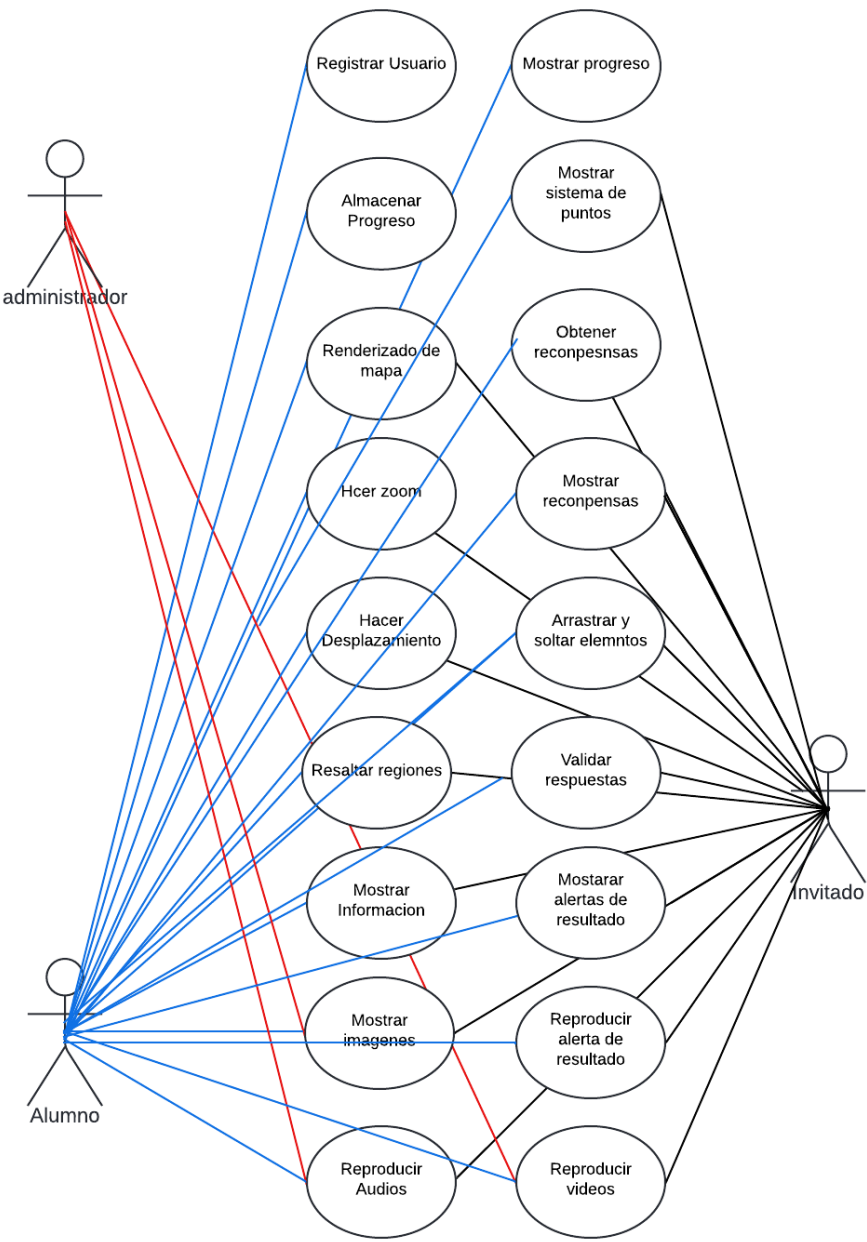 Registrar Usuario
Mostrar progreso
Almacenar
Progreso
Mostrar
sistema de
puntos
administrador
Renderizado de
mapa
Obtener
reconpesnsas
Hcer zoom
Mostrar
reconpensas
Hacer
Desplazamiento
Arrastrar y
soltar elemntos
Resaltar regiones
Validar
respuestas
Mostrar
Informacion
Mostarar
alertas de
resultado
Invitado
Mostrar
imagenes
Reproducir
alerta de
resultado
Alumno
Reproducir
Audios
Reproducir
videos